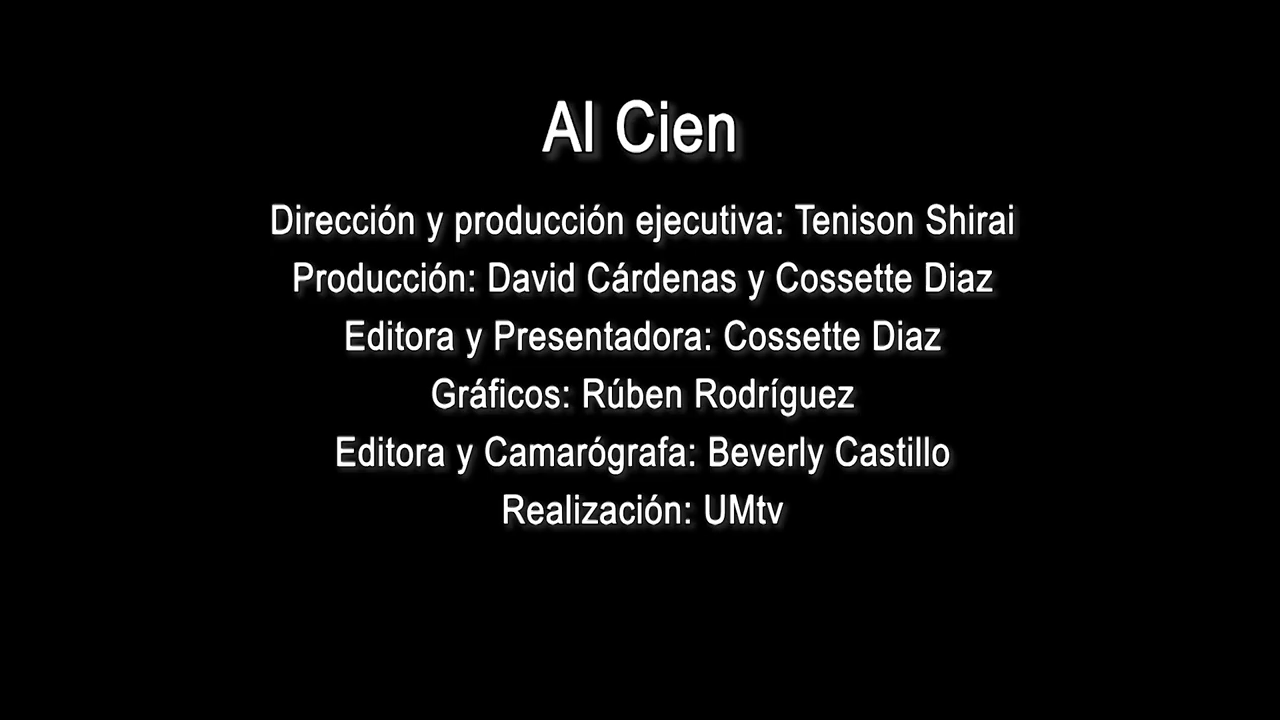 Al Cien
Dirección y producción ejecutiva: Tenison Shirai
Producción: David Cárdenas y Cossette Diaz
Editora y Presentadora: Cossette Diaz
Gráficos: Rúben Rodríguez
Editora y Camarógrafa: Beverly Castillo
Realización: UMtv